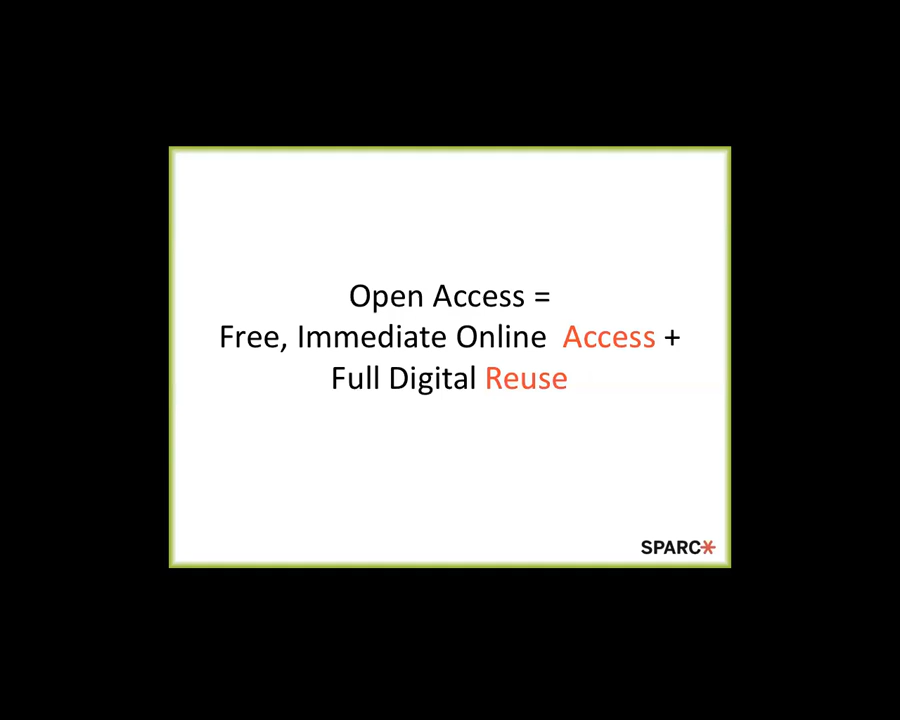 Open Access =
Free, Immediate Online  Access +
Full Digital Reuse
SPARC